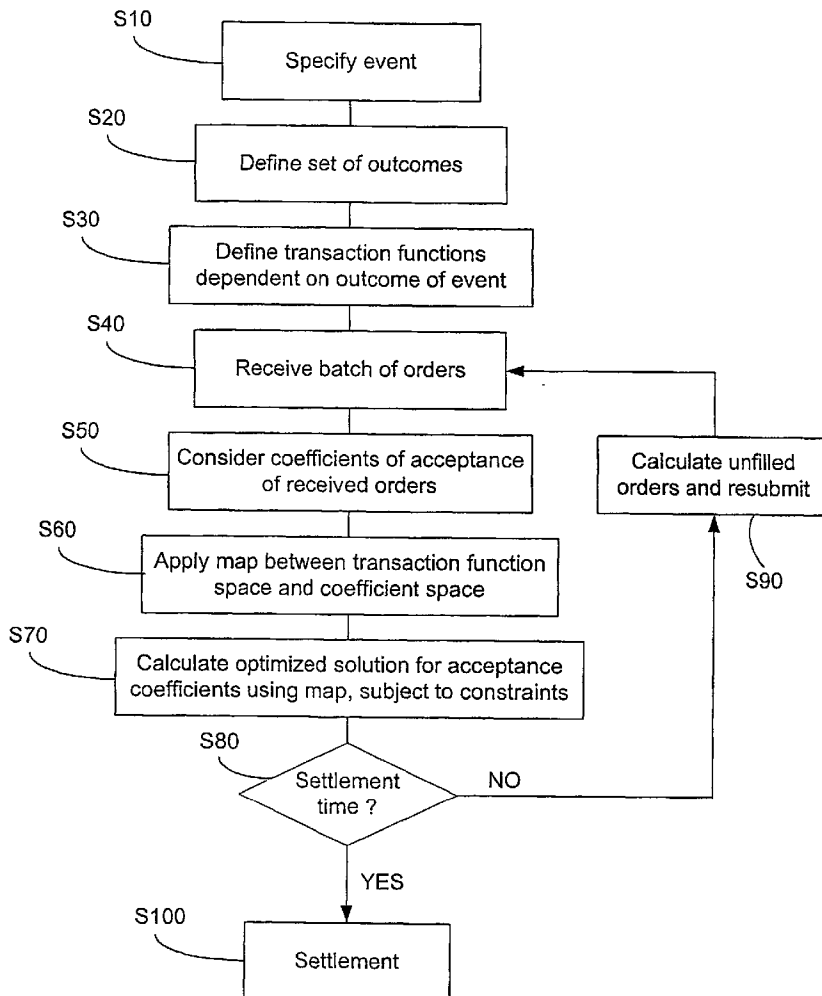 S10
Specify event
S20
Define set of outcomes
S30
Define transaction functions
dependent on outcome of event
S40
Receive batch of orders
S50
Consider coefficients of acceptance
of received orders
Calculate unfilled
orders and resubmit
S90
S60
Apply map between transaction function
space and coefficient space
S70
Calculate optimized solution for acceptance
coefficients using map, subject to constraints
S80
Settlement
time ?
NO
YES
S100
Settlement